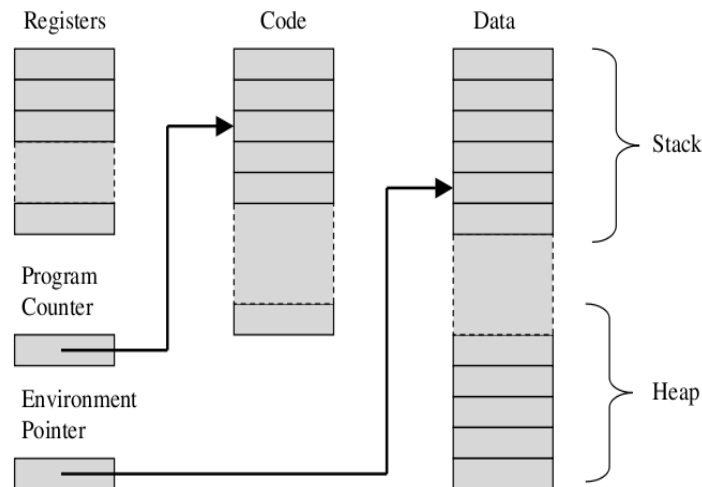 Registers
Code
Data
Stack
Program
Counter
Environment
Pointer
Heap